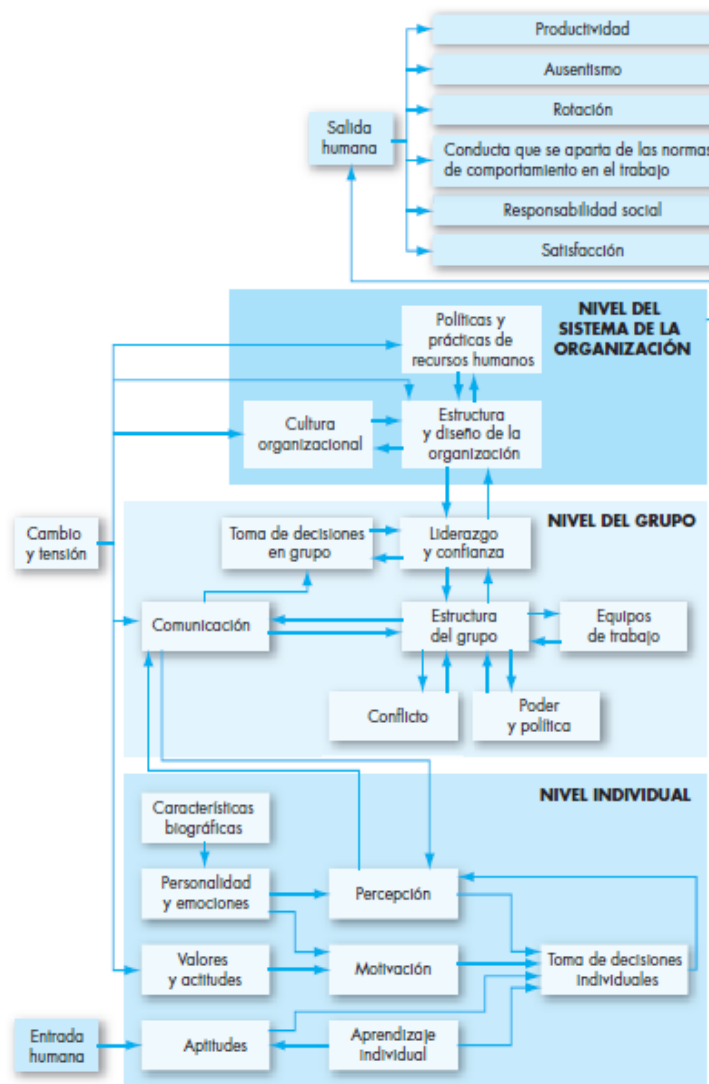 Productividad
Ausentismo
Rotación
Salida
humana
Conducta que se aparta de las normas
de comportamiento en el trabajo
Responsabilidad social
Satisfacción
NIVEL DEL
SISTEMA DE LA
ORGANIZACIÓN
Políticas y
prácticas de
recursos humanos
Cultura
organizacional
Estructura
y diseño de la
organización
NIVEL DEL GRUPO
Cambio
y tensión
Toma de decisiones
en grupo
Liderazgo
y confianza
Comunicación
Estructura
del grupo
Equipos
de trabajo
Conflicto
Poder
y política
NIVEL INDIVIDUAL
Características
biográficas
Personalidad
y emociones
Percepción
Valores
y actitudes
Motivación
Toma de decisiones
individuales
Entrada
humana
Aptitudes
Aprendizaje
individual